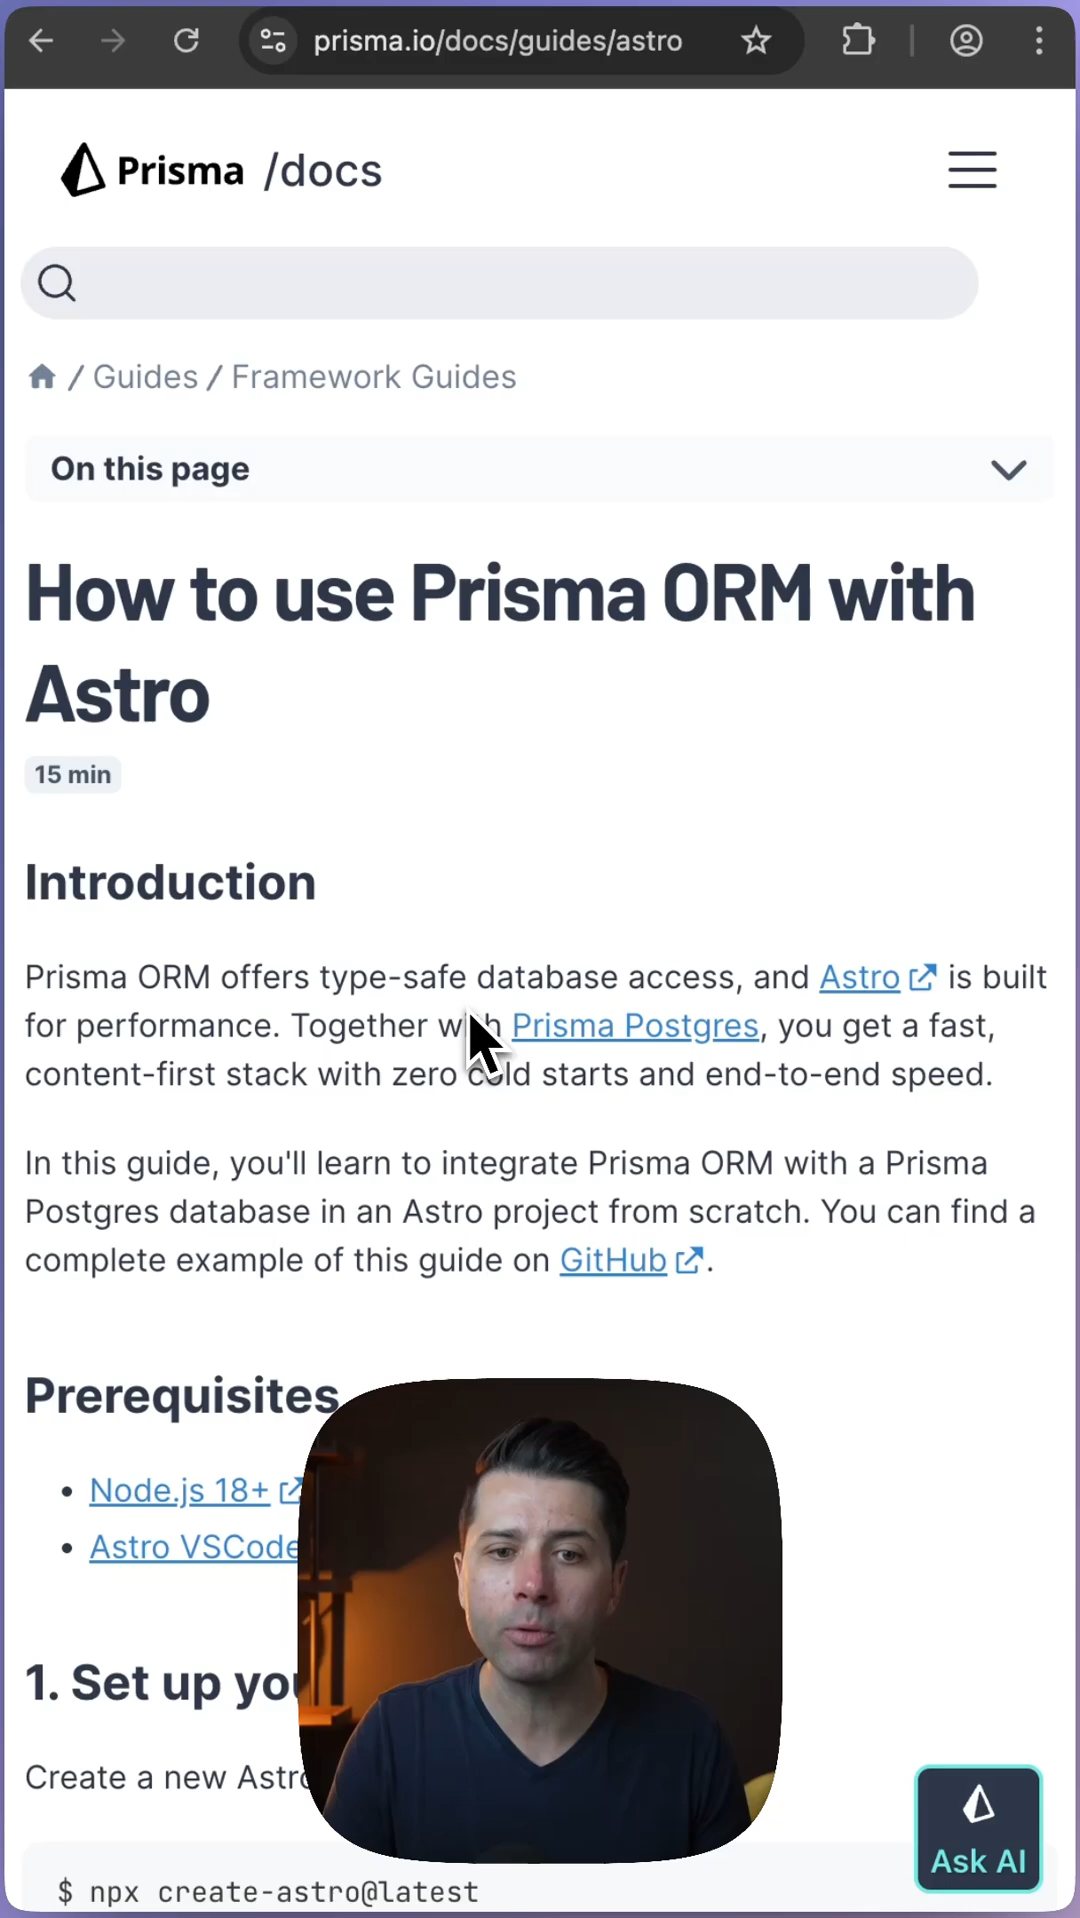 prisma.io/docs/guides/astro
Prisma /docs
/ Guides / Framework Guides
On this page
How to use Prisma ORM with
Astro
15 min
Introduction
Prisma ORM offers type-safe database access, and Astro is built
for performance. Together with Prisma Postgres, you get a fast,
content-first stack with zero cold starts and end-to-end speed.
In this guide, you'll learn to integrate Prisma ORM with a Prisma
Postgres database in an Astro project from scratch. You can find a
complete example of this guide on GitHub.
Prerequisites
• Node.js 18+
• Astro VSCode
1. Set up
Create a new Astro
Ask AI
$ npx create-astro@latest